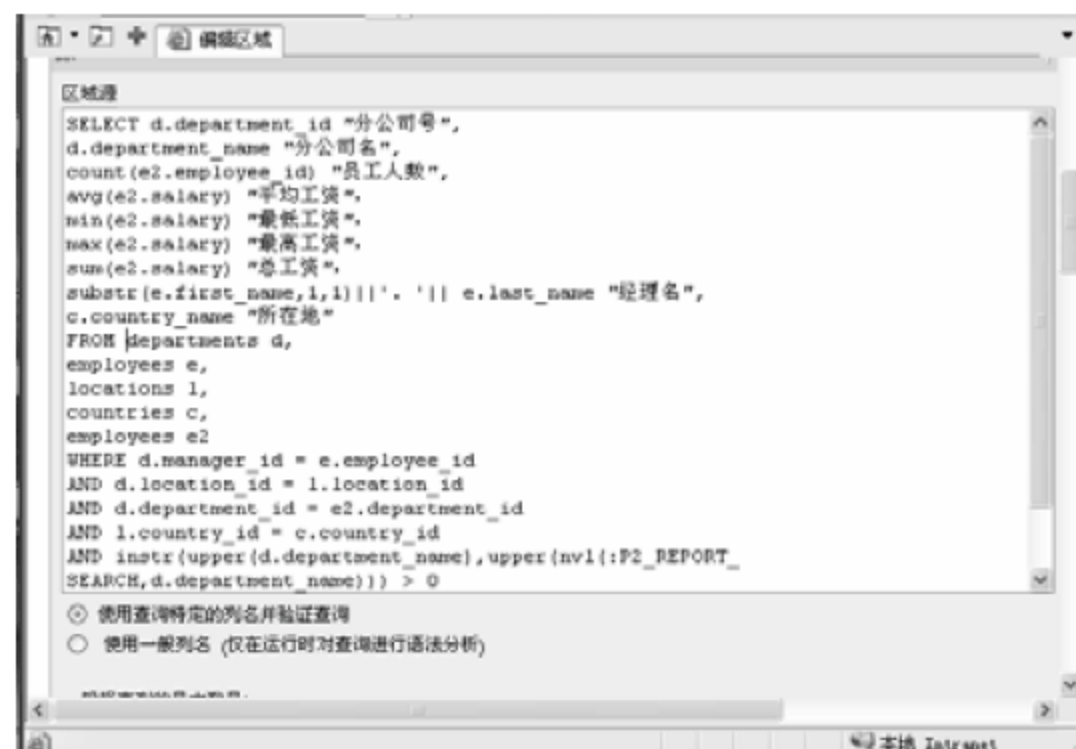 编辑区域
区域源
SELECT d.department_id "分公司号",
d.department_name "分公司名",
count(e2.employee_id) "员工人数",
avg(e2.salary) "平均工资",
min(e2.salary) "最低工资",
max(e2.salary) "最高工资",
sum(e2.salary) "总工资",
substr(e.first_name,1,1)||'. '|| e.last_name "经理名",
c.country_name "所在地"
FROM departments d,
employees e,
locations l,
countries c,
employees e2
WHERE d.manager_id = e.employee_id
AND d.location_id = l.location_id
AND d.department_id = e2.department_id
AND l.country_id = c.country_id
AND instr(upper(d.department_name),upper(nvl(:P2_REPORT_
SEARCH,d.department_name))) > 0
使用查询特定的列名并验证查询
使用一般列名 (仅在运行时对查询进行语法分析)
本地 Intranet